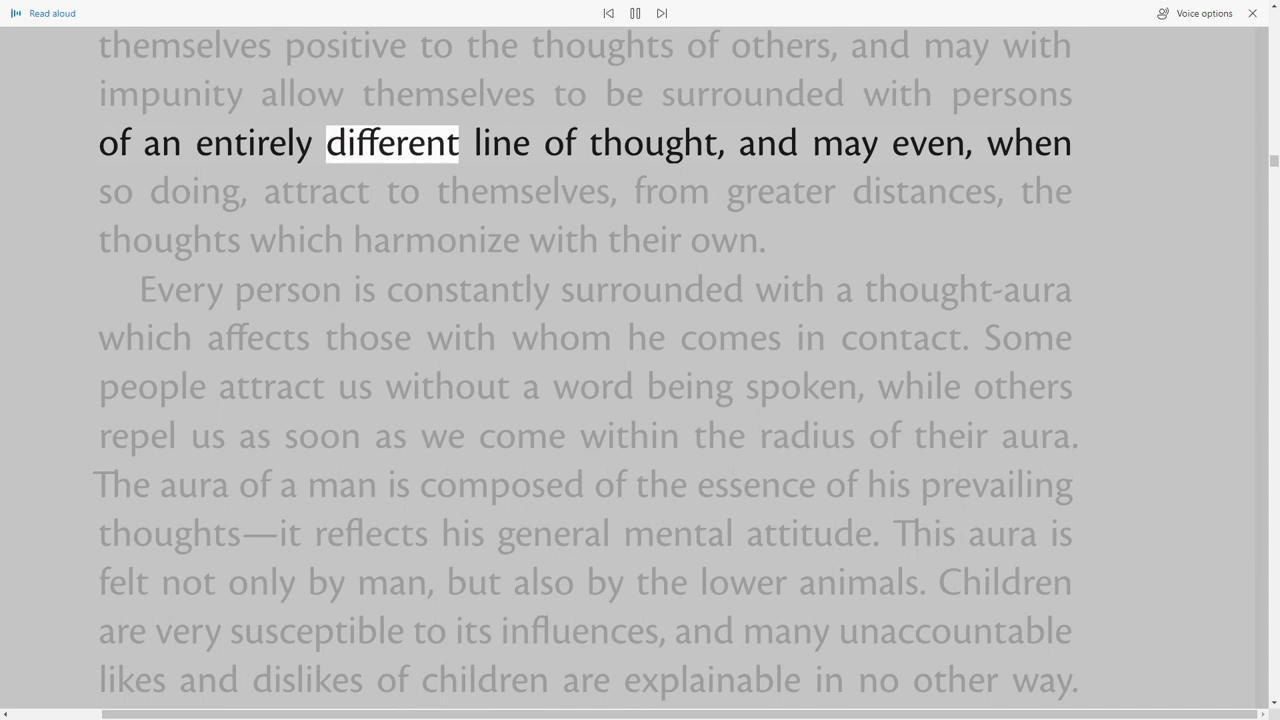 Read aloud
Voice options
themselves positive to the thoughts of others, and may with
impunity allow themselves to be surrounded with persons
of an entirely different line of thought, and may even, when
so doing, attract to themselves, from greater distances, the
thoughts which harmonize with their own.
Every person is constantly surrounded with a thought-aura
which affects those with whom he comes in contact. Some
people attract us without a word being spoken, while others
repel us as soon as we come within the radius of their aura.
The aura of a man is composed of the essence of his prevailing
thoughts—it reflects his general mental attitude. This aura is
felt not only by man, but also by the lower animals. Children
are very susceptible to its influences, and many unaccountable
likes and dislikes of children are explainable in no other way.